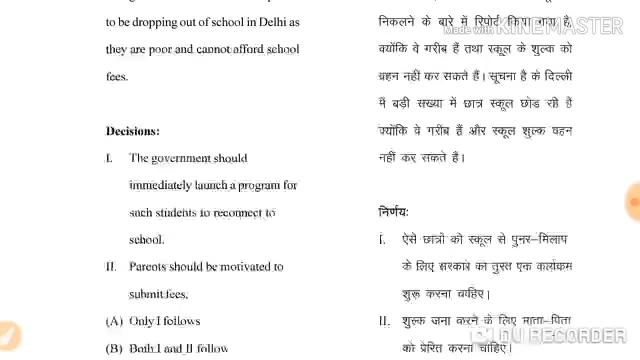 to be dropping out of school in Delhi as
they are poor and cannot afford school
fees.
Decisions:
I. The government should
immediately launch a program for
such students to reconnect to
school.
II. Parents should be motivated to
submit fees.
(A) Only I follows
(B) Both I and II follow
निकलने के बारे में रिपोर्ट किया गया है,
क्योंकि वे गरीब हैं तथा स्कूल के शुल्क को
वहन नहीं कर सकते हैं। सूचना है के दिल्ली
में बड़ी सख्या में छात्र स्कूल छोड रहे हैं
क्योंकि वे गरीब हैं और स्कूल शुल्क वहन
नहीं कर सकते हैं।
निर्णय:
I. ऐसे छात्रों को स्कूल से पुनर-मिलाप
के लिए सरकार को तुरत एक कार्यकम
शुरू करना चाहिए।
II. शुल्क जमा करने के लिए माता-पिता
को प्रेरित करना चाहिए।
Made with KINEMASTER
DU RECORDER